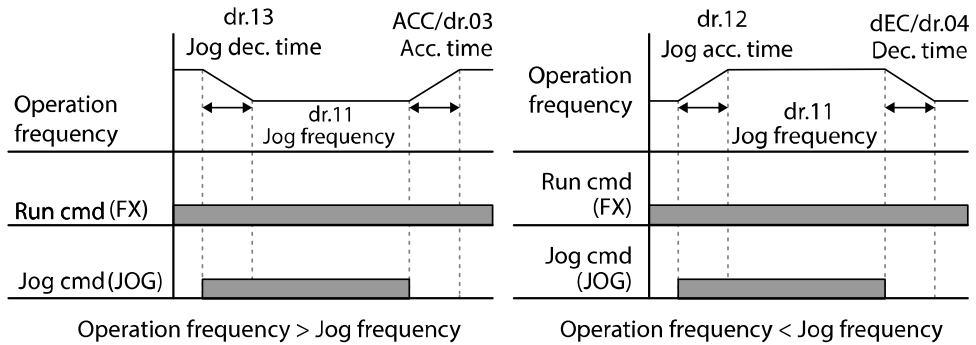 dr.13
Jog dec. time
ACC/dr.03
Acc. time
Operation
frequency
dr.11
Jog frequency
Run cmd (FX)
Jog cmd (JOG)
Operation frequency > Jog frequency
dr.12
Jog acc. time
dEC/dr.04
Dec. time
Operation
frequency
dr.11
Jog frequency
Run cmd
(FX)
Jog cmd
(JOG)
Operation frequency < Jog frequency